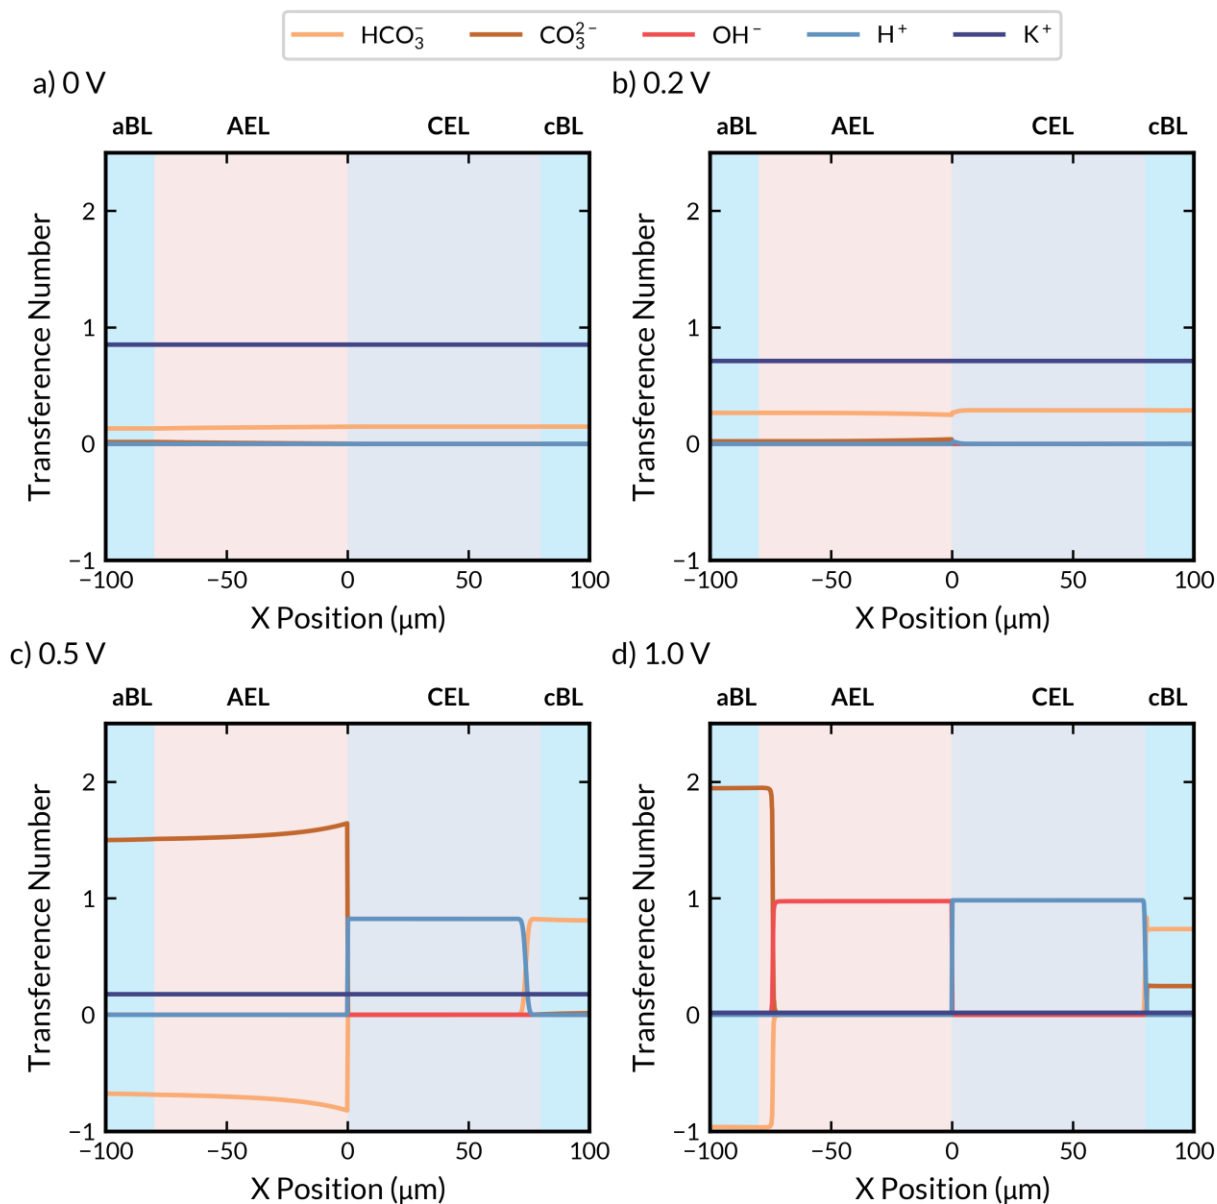 HCO₃⁻ CO₃²⁻ OH⁻ H⁺ K⁺
a) 0 V
aBL AEL CEL cBL
Transference Number
2
1
0
−1
−100 −50 0 50 100
X Position (μm)
b) 0.2 V
aBL AEL CEL cBL
Transference Number
2
1
0
−1
−100 −50 0 50 100
X Position (μm)
c) 0.5 V
aBL AEL CEL cBL
Transference Number
2
1
0
−1
−100 −50 0 50 100
X Position (μm)
d) 1.0 V
aBL AEL CEL cBL
Transference Number
2
1
0
−1
−100 −50 0 50 100
X Position (μm)